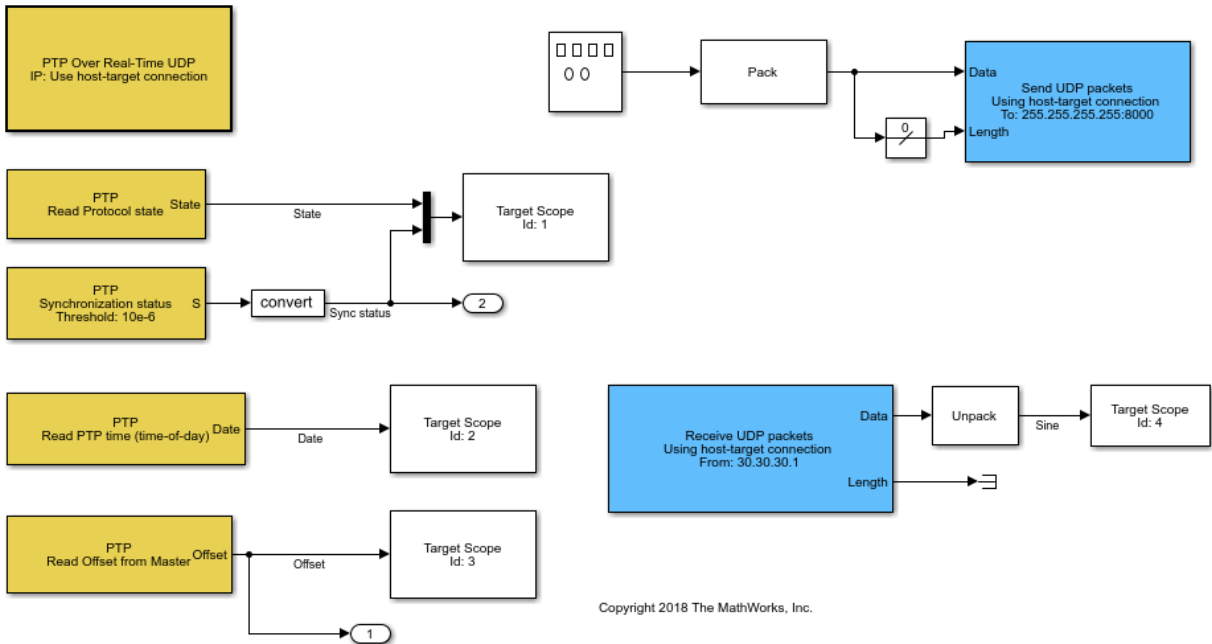 PTP Over Real-Time UDP
IP: Use host-target connection
Pack
Data
Send UDP packets
Using host-target connection
To: 255.255.255.255:8000
Length
0
PTP
Read Protocol state
State
State
Target Scope
Id: 1
PTP
Synchronization status
Threshold: 10e-6
S
convert
Sync status
2
PTP
Read PTP time (time-of-day)
Date
Date
Target Scope
Id: 2
Receive UDP packets
Using host-target connection
From: 30.30.30.1
Data
Length
Unpack
Sine
Target Scope
Id: 4
PTP
Read Offset from Master
Offset
Offset
Target Scope
Id: 3
1
Copyright 2018 The MathWorks, Inc.